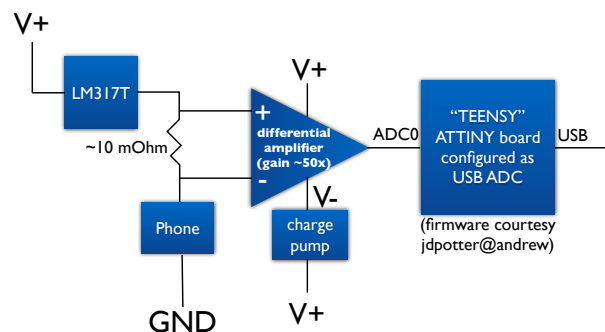 V+
LM317T
~10 mOhm
Phone
GND
V+
+
differential
amplifier
(gain ~50x)
-
V-
charge
pump
V+
ADC0
“TEENSY”
ATTINY board
configured as
USB ADC
USB
(firmware courtesy
jdpotter@andrew)